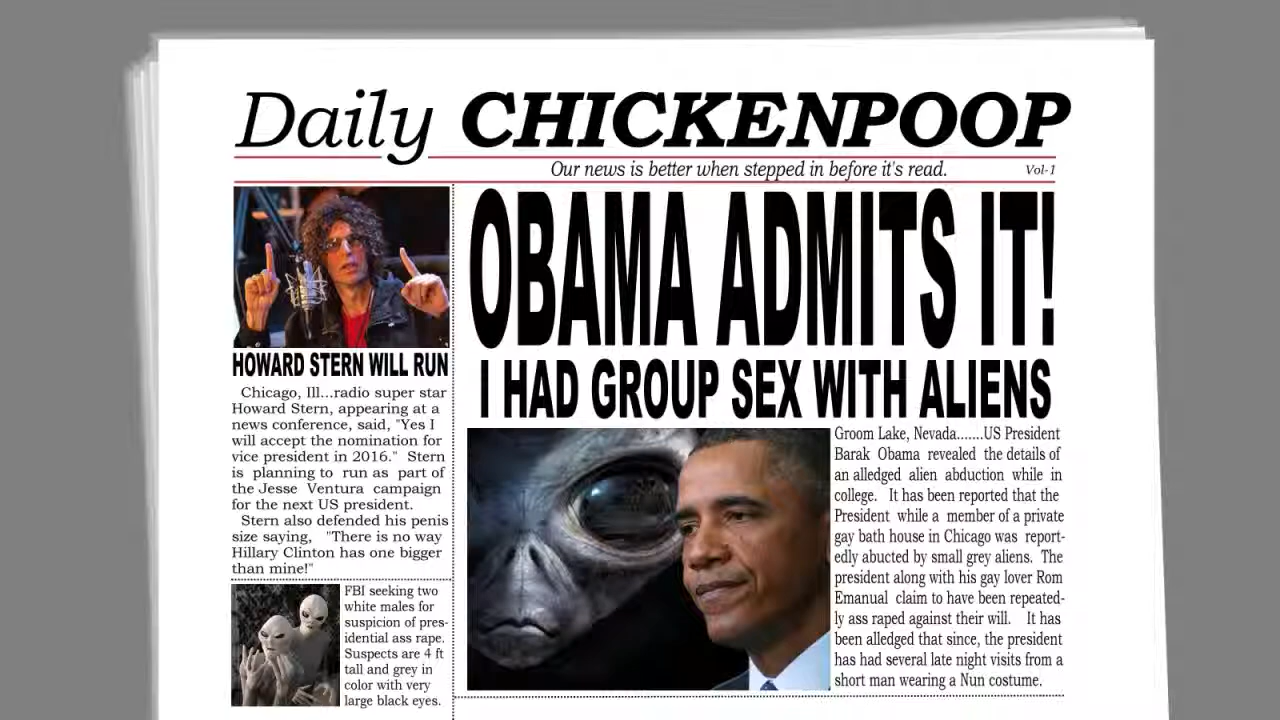 Daily CHICKENPOOP
Our news is better when stepped in before it's read.
Vol-1
HOWARD STERN WILL RUN
Chicago, Ill...radio super star
Howard Stern, appearing at a
news conference, said, "Yes I
will accept the nomination for
vice president in 2016." Stern
is planning to run as part of
the Jesse Ventura campaign
for the next US president.
Stern also defended his penis
size saying, "There is no way
Hillary Clinton has one bigger
than mine!"
FBI seeking two
white males for
suspicion of pres-
idential ass rape.
Suspects are 4 ft
tall and grey in
color with very
large black eyes.
OBAMA ADMITS IT!
I HAD GROUP SEX WITH ALIENS
Groom Lake, Nevada.......US President
Barak Obama revealed the details of
an alledged alien abduction while in
college. It has been reported that the
President while a member of a private
gay bath house in Chicago was report-
edly abucted by small grey aliens. The
president along with his gay lover Rom
Emanual claim to have been repeated-
ly ass raped against their will. It has
been alledged that since, the president
has had several late night visits from a
short man wearing a Nun costume.